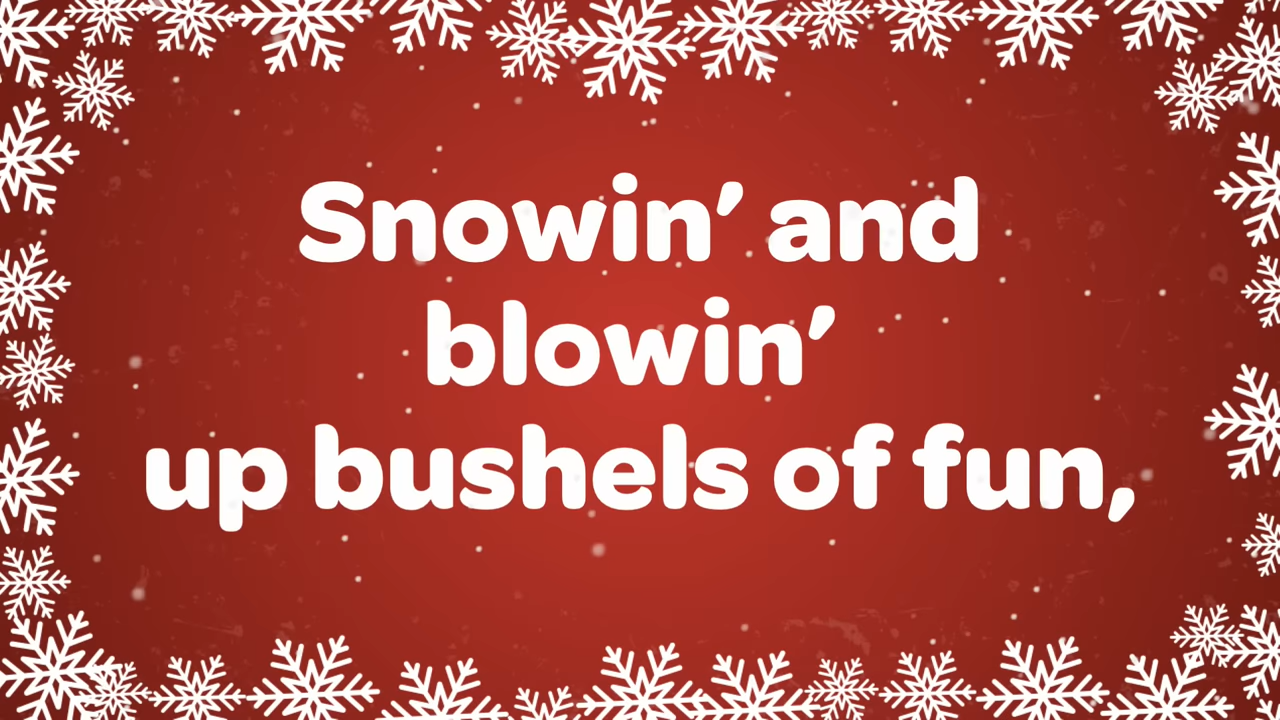 Snowin’ and
blowin’
up bushels of fun,